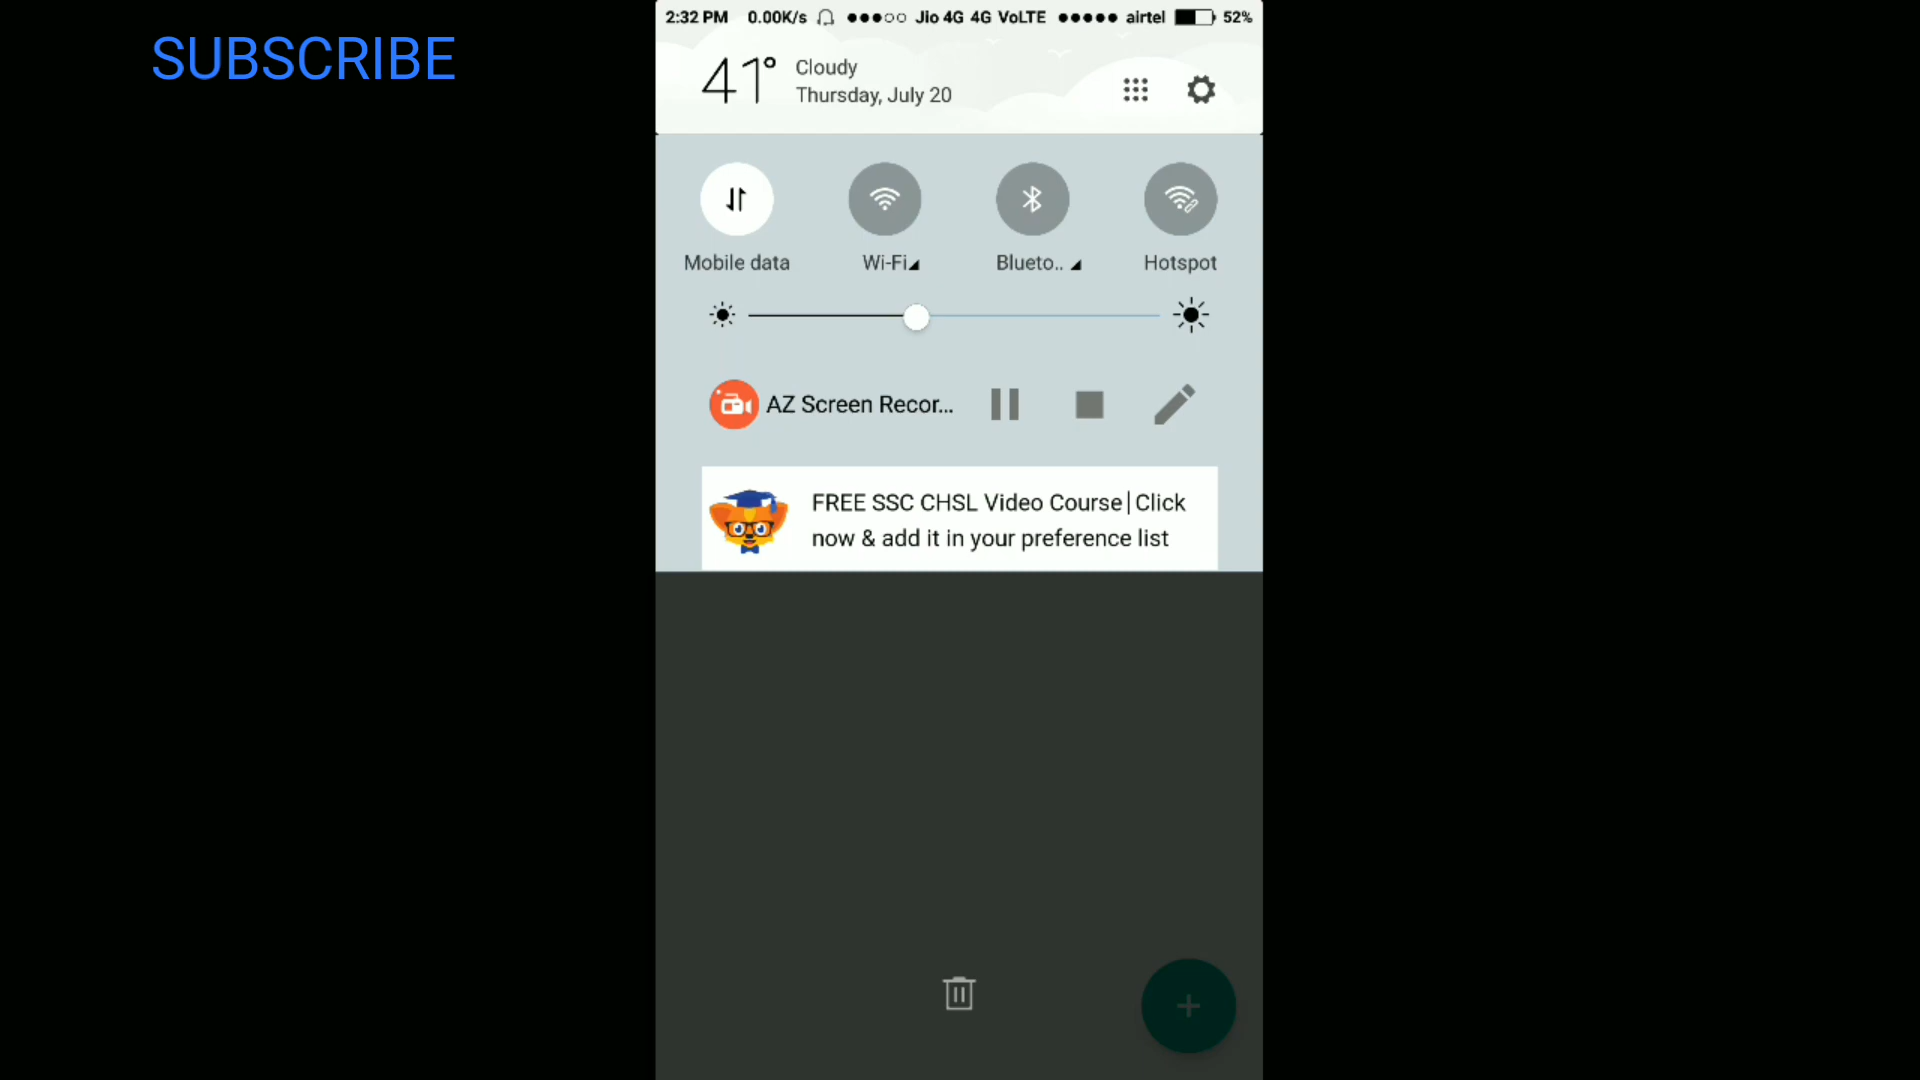 SUBSCRIBE
2:32 PM 0.00K/s Jio 4G 4G VoLTE airtel 52%
41° Cloudy
Thursday, July 20
Mobile data Wi-Fi Blueto.. Hotspot
AZ Screen Recor...
FREE SSC CHSL Video Course|Click
now & add it in your preference list